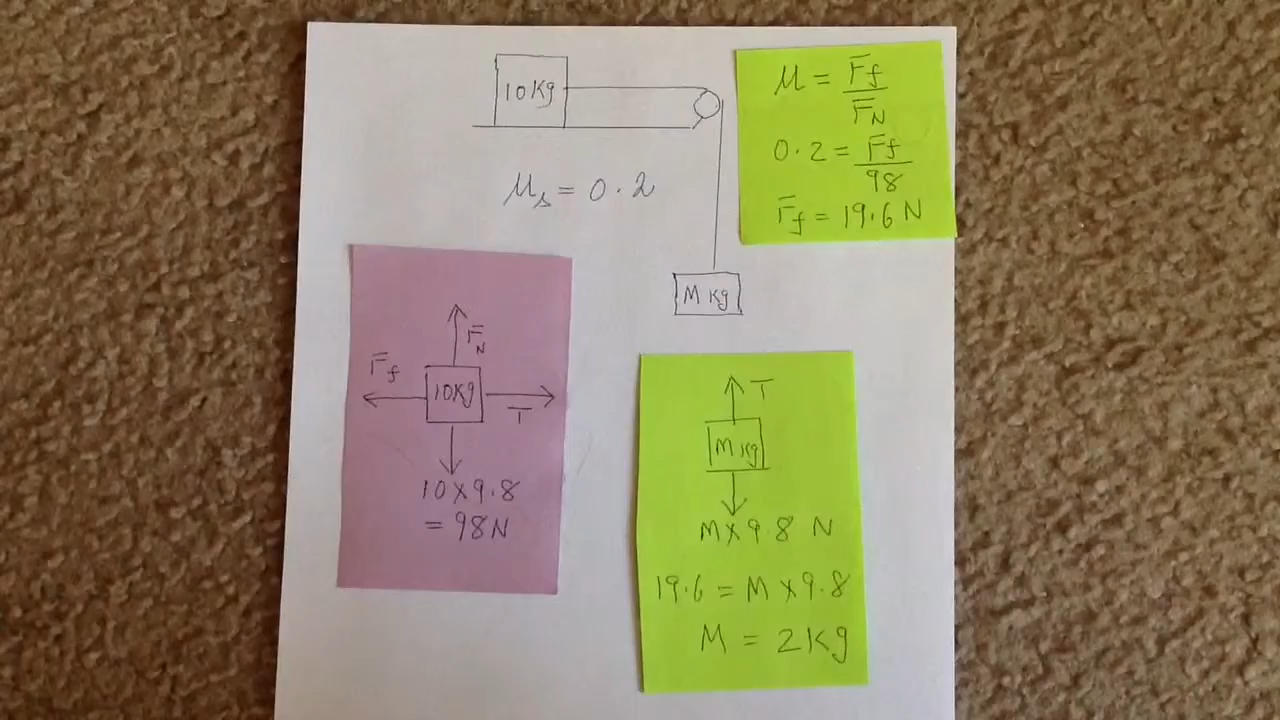 10Kg
μs = 0.2
M Kg
μ = Ff/FN
0.2 = Ff/98
Ff = 19.6 N
FN
Ff
10Kg
T
10×9.8
= 98N
T
M Kg
M×9.8 N
19.6 = M×9.8
M = 2Kg